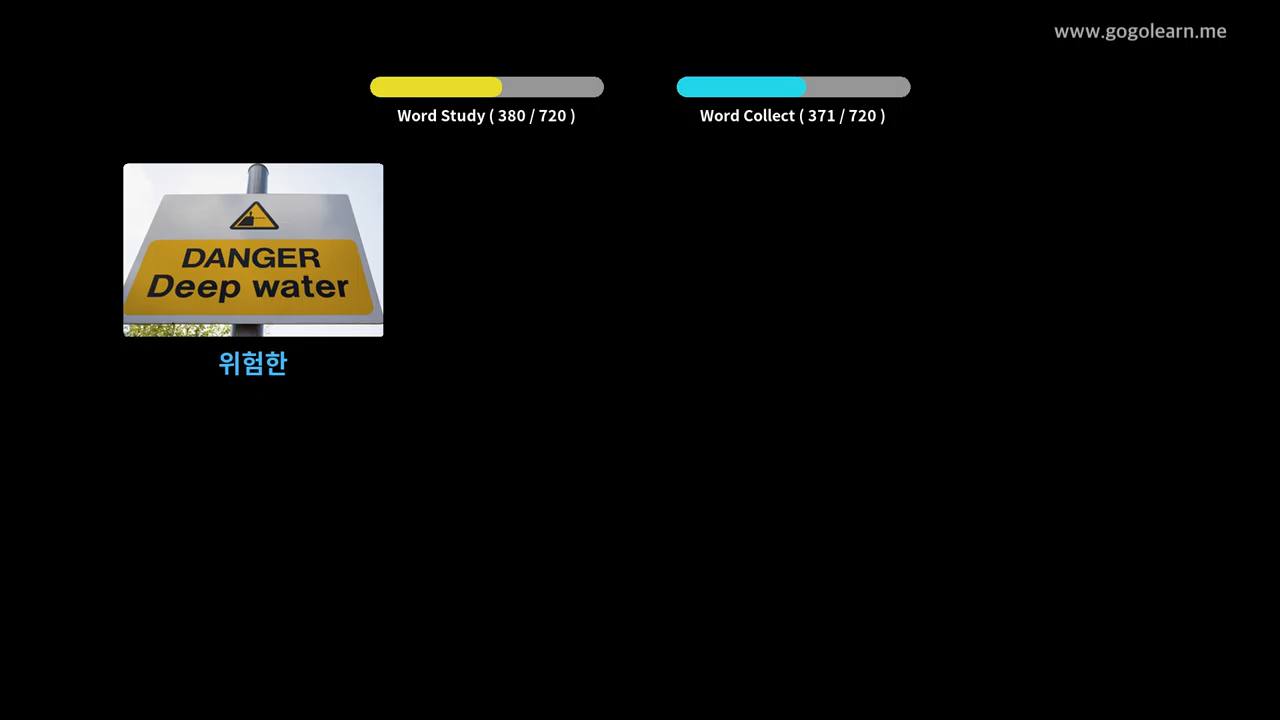 www.gogolearn.me
Word Study ( 380 / 720 )
Word Collect ( 371 / 720 )
DANGER
Deep water
위험한